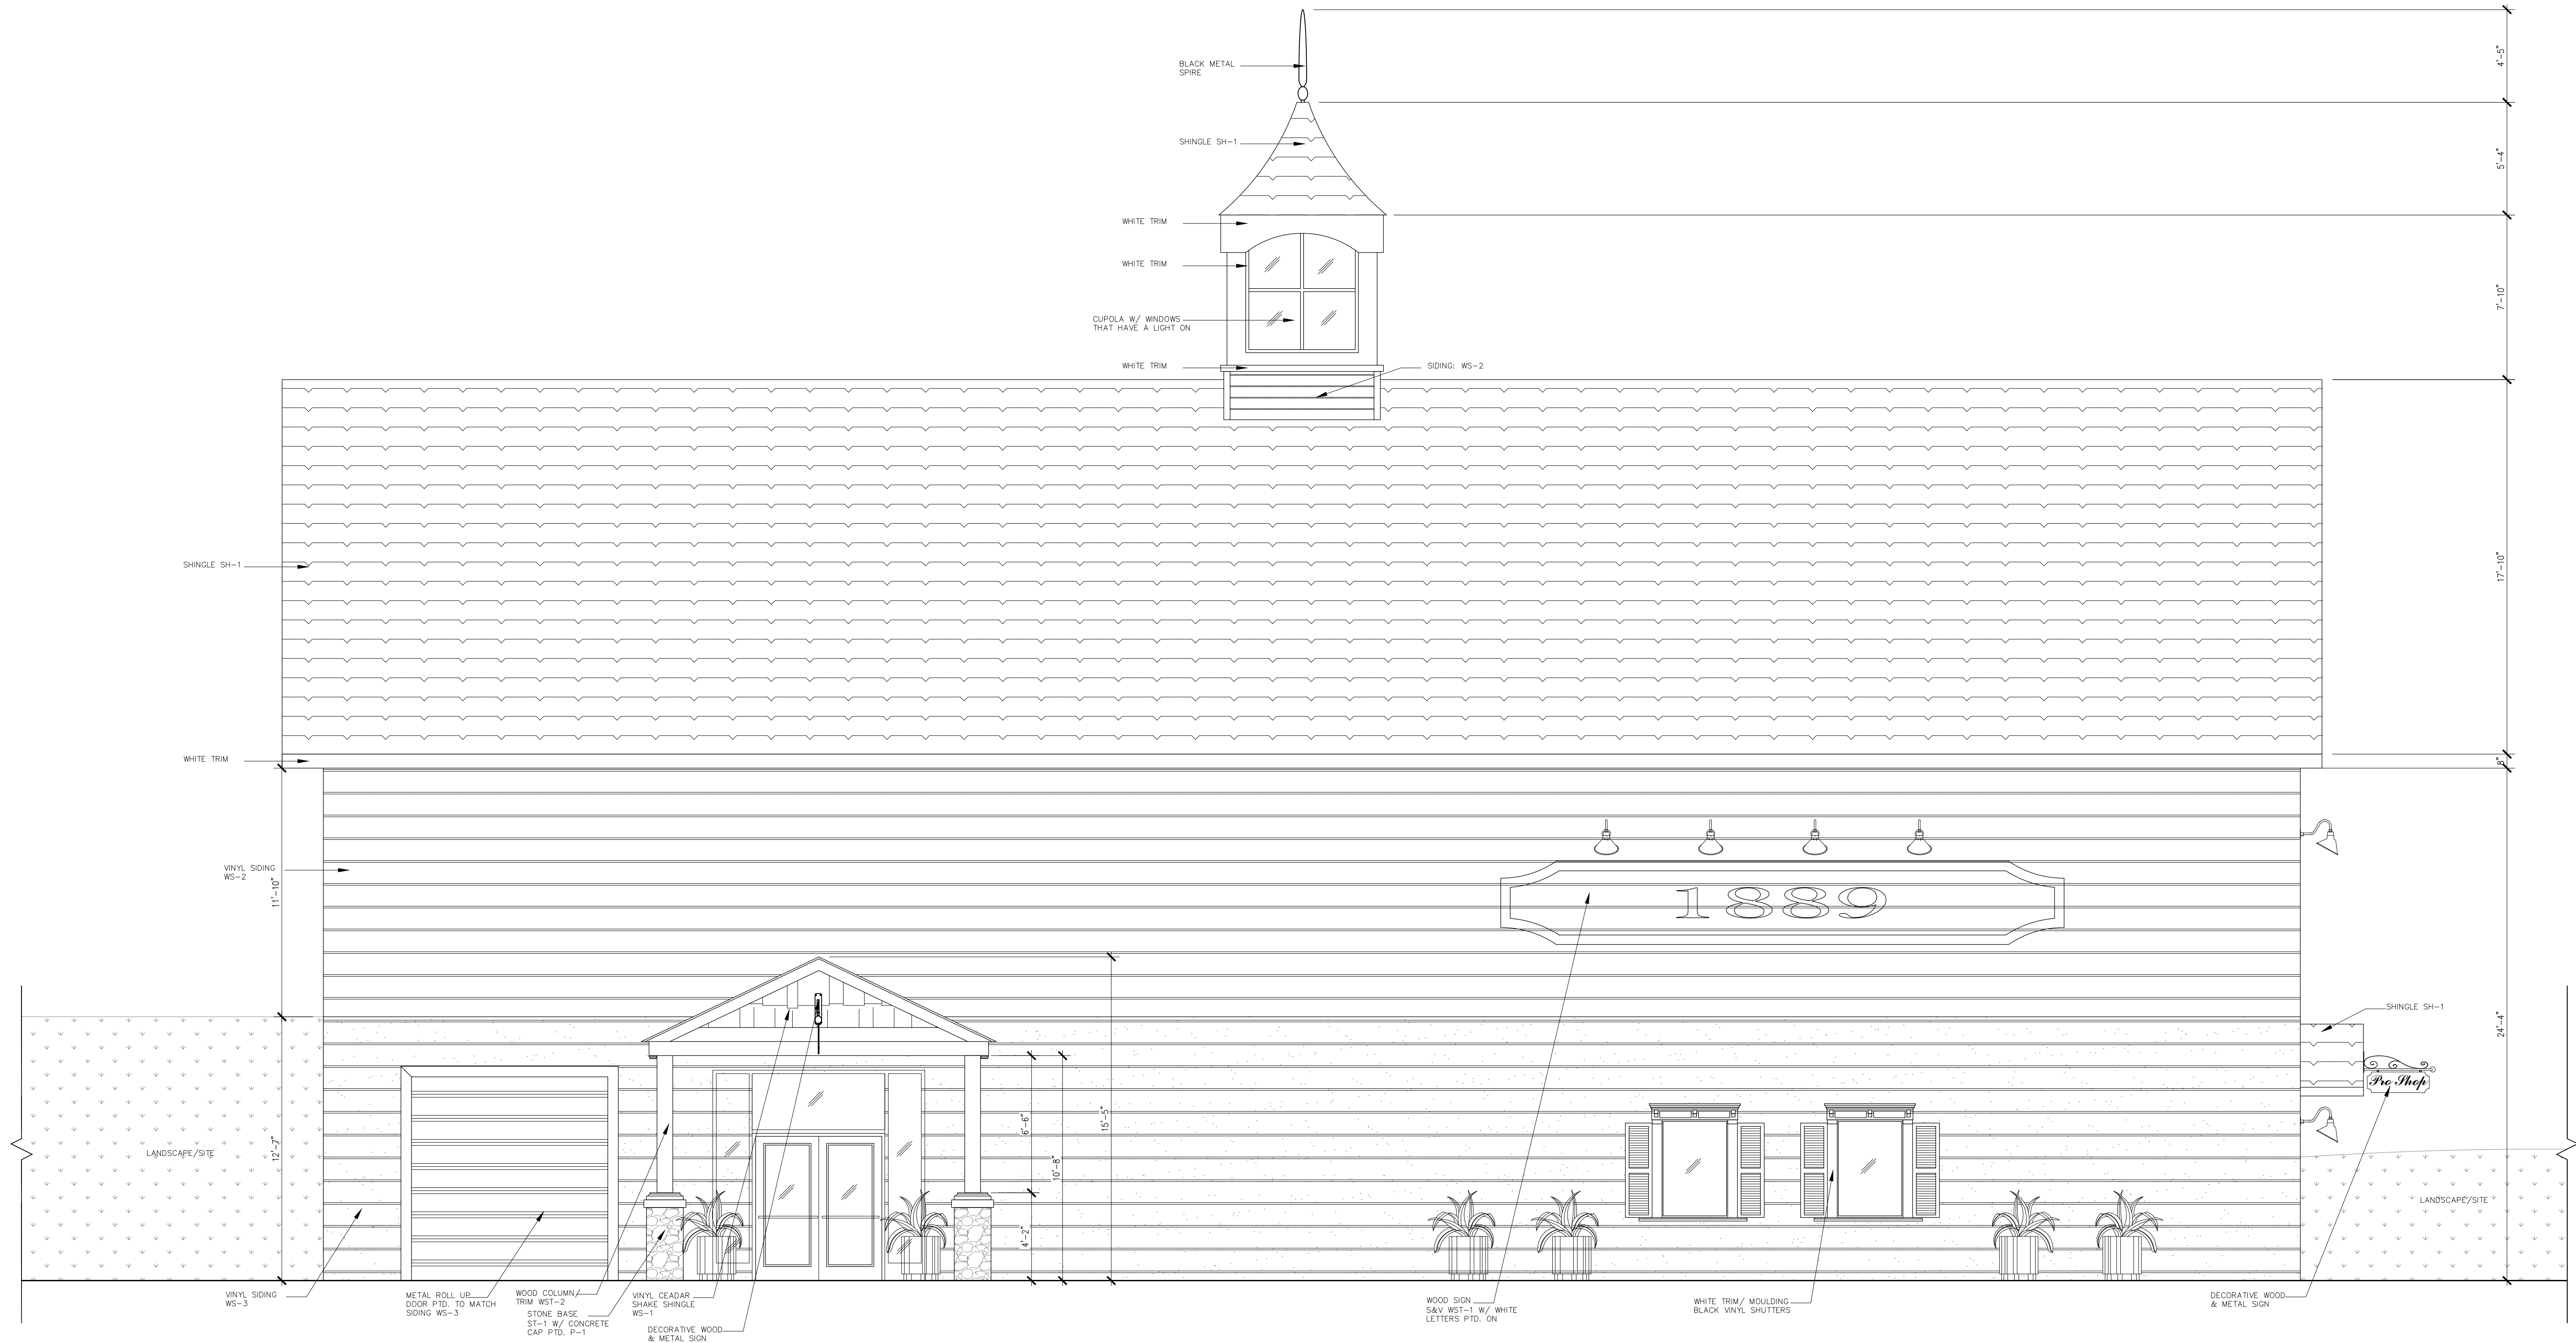 4'-5"
BLACK METAL
SPIRE
SHINGLE SH-1
5'-4"
WHITE TRIM
WHITE TRIM
7'-10"
CUPOLA W/ WINDOWS
THAT HAVE A LIGHT ON
WHITE TRIM
SIDING: WS-2
SHINGLE SH-1
17'-10"
WHITE TRIM
8"
VINYL SIDING
WS-2
11'-10"
1889
SHINGLE SH-1
24'-4"
Pro Shop
15'-5"
6'-6"
10'-8"
12'-7"
LANDSCAPE/SITE
LANDSCAPE/SITE
4'-2"
VINYL SIDING
WS-3
METAL ROLL UP
DOOR PTD. TO MATCH
SIDING WS-3
WOOD COLUMN/
TRIM WST-2
STONE BASE
ST-1 W/ CONCRETE
CAP PTD. P-1
VINYL CEADAR
SHAKE SHINGLE
WS-1
DECORATIVE WOOD
& METAL SIGN
WOOD SIGN
S&V WST-1 W/ WHITE
LETTERS PTD. ON
WHITE TRIM/ MOULDING
BLACK VINYL SHUTTERS
DECORATIVE WOOD
& METAL SIGN